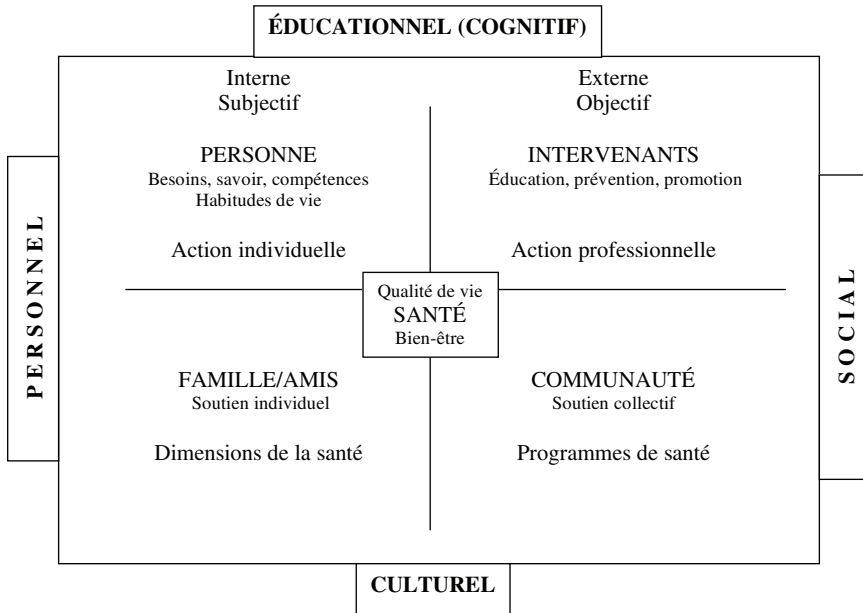 ÉDUCATIONNEL (COGNITIF)
Interne
Subjectif
Externe
Objectif
PERSONNE
Besoins, savoir, compétences
Habitudes de vie
Action individuelle
INTERVENANTS
Éducation, prévention, promotion
Action professionnelle
PERSONNEL
Qualité de vie
SANTÉ
Bien-être
SOCIAL
FAMILLE/AMIS
Soutien individuel
Dimensions de la santé
COMMUNAUTÉ
Soutien collectif
Programmes de santé
CULTUREL